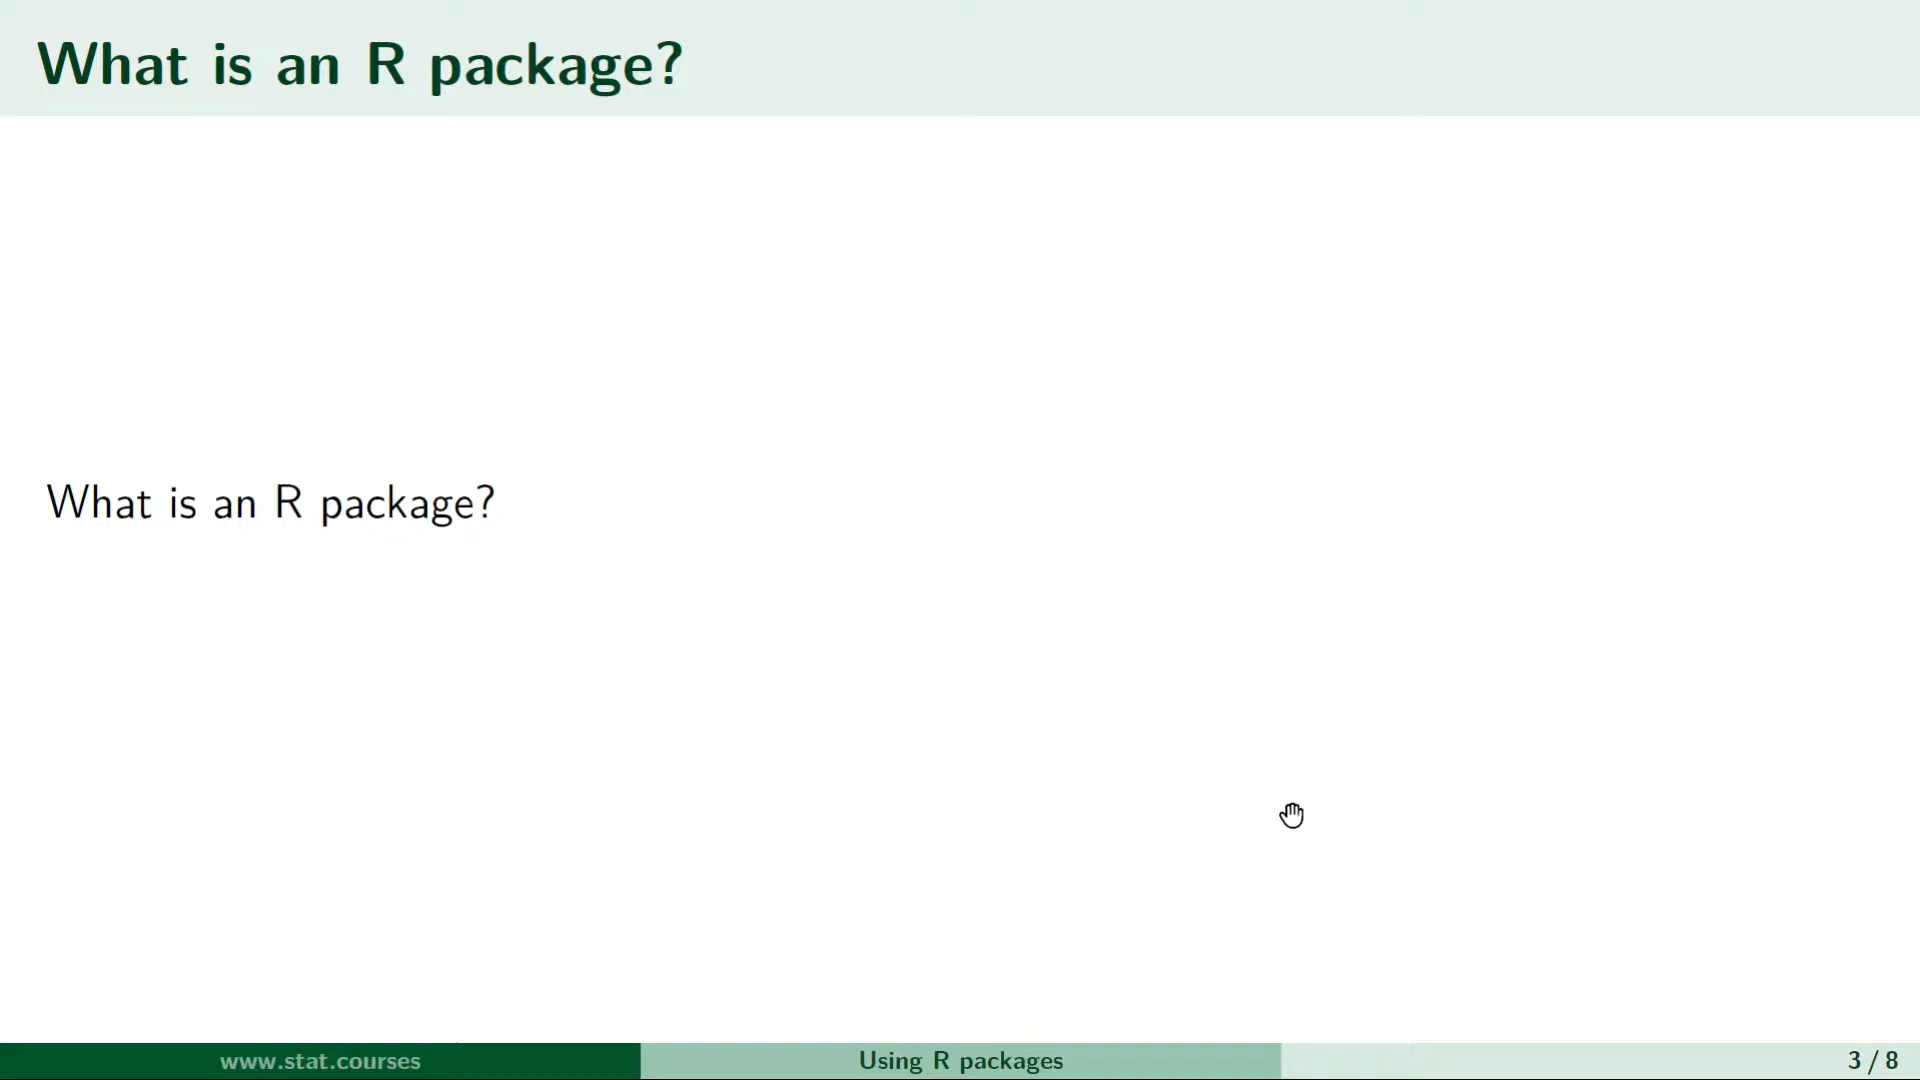 What is an R package?
What is an R package?
www.stat.courses
Using R packages
3 / 8